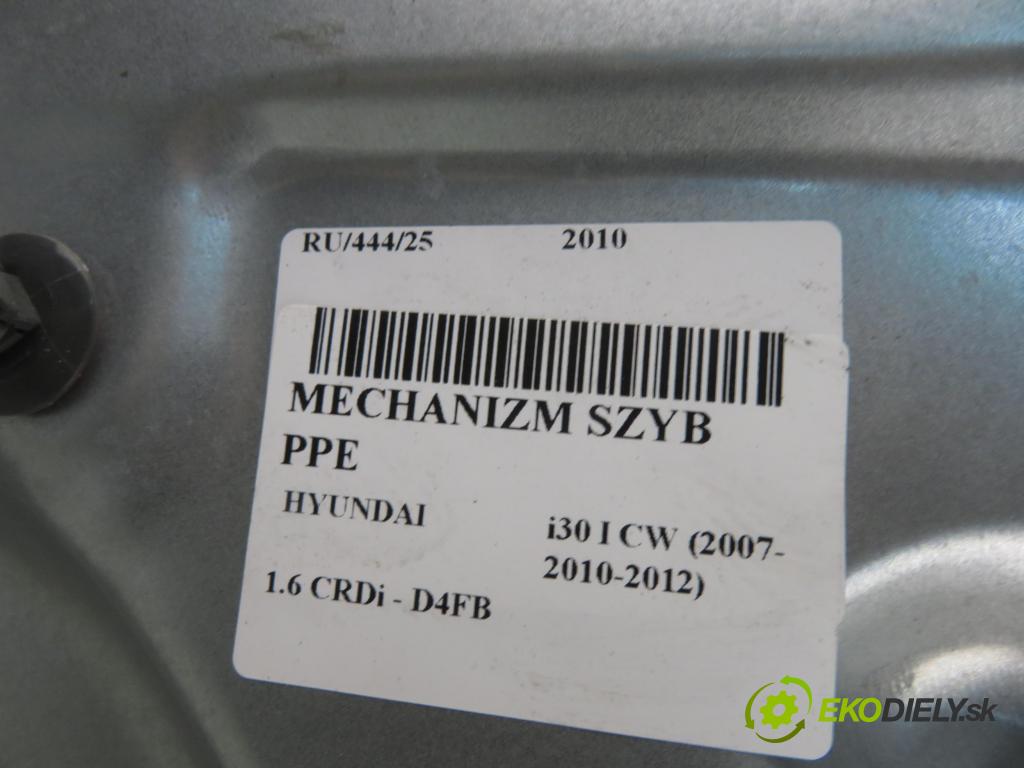 RU/444/25 2010
MECHANIZM SZYB
PPE
HYUNDAI
i30 I CW (2007-
2010-2012)
1.6 CRDi - D4FB
EKODIELY.sk